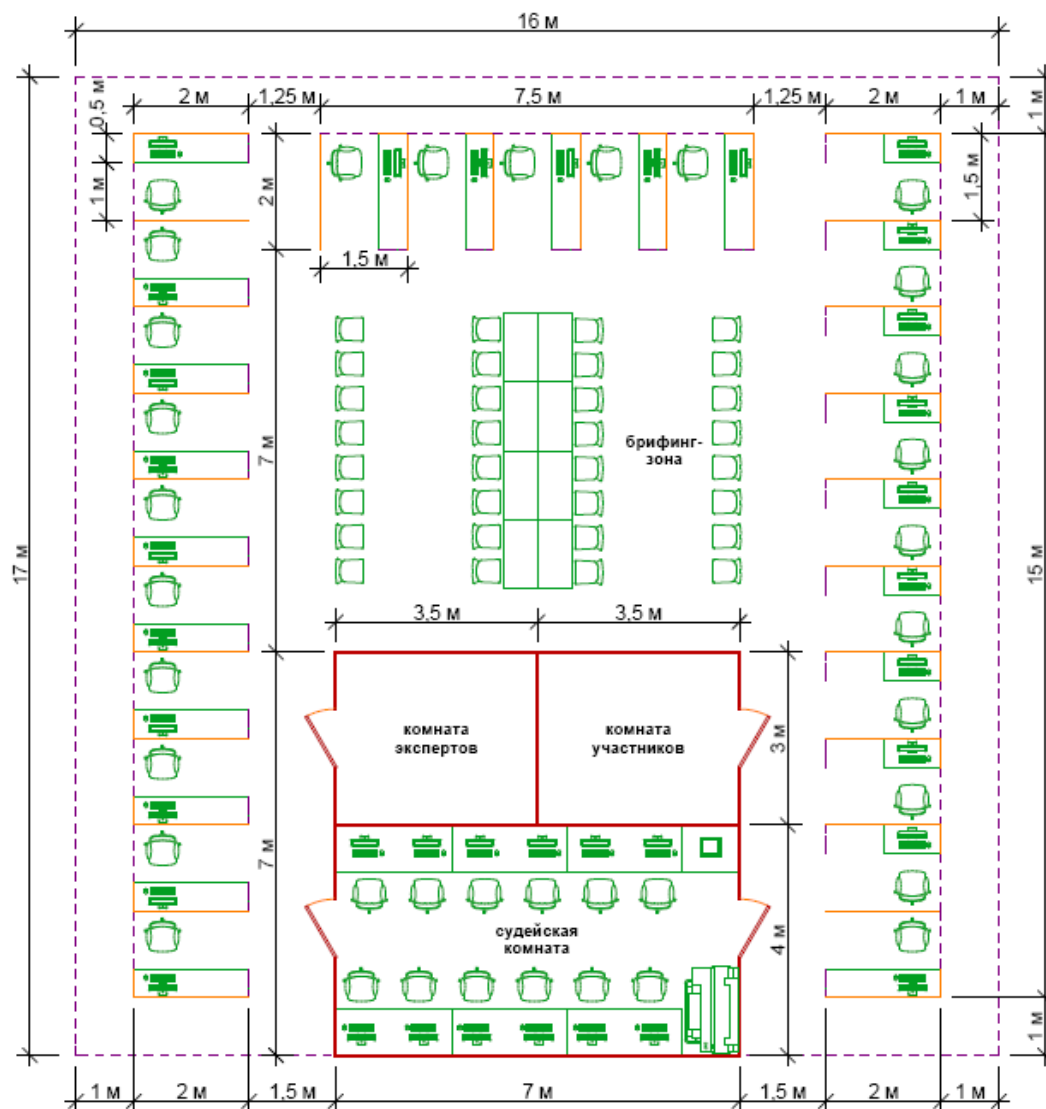 16 м
2 м
1,25 м
7,5 м
1,25 м
2 м
1 м
1 м
0,5 м
1 м
2 м
1,5 м
1,5 м
17 м
7 м
брифинг-
зона
15 м
3,5 м
3,5 м
комната
экспертов
комната
участников
3 м
7 м
судейская
комната
4 м
1 м
1 м
2 м
1,5 м
7 м
1,5 м
2 м
1 м